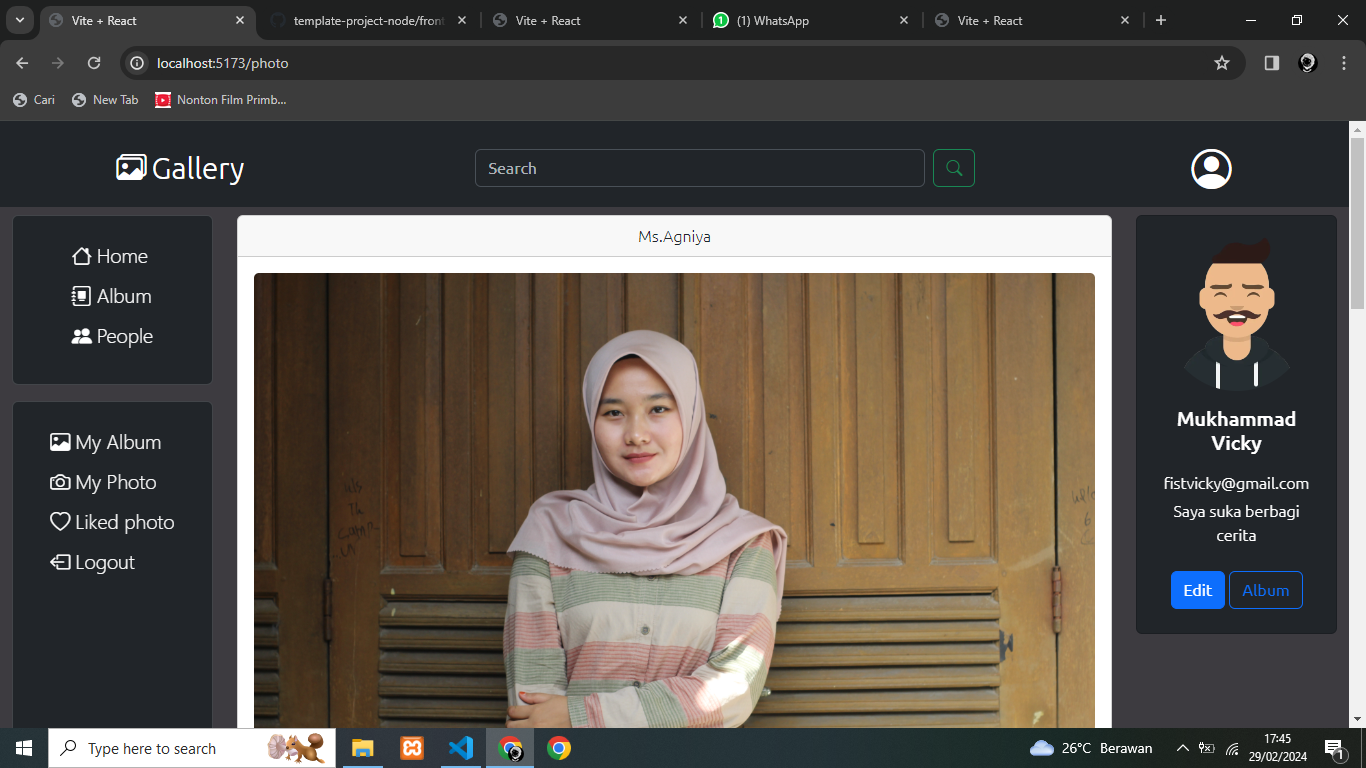 Vite + React
template-project-node/front
Vite + React
(1) WhatsApp
Vite + React
localhost:5173/photo
Cari
New Tab
Nonton Film Primb...
Gallery
Search
Home
Album
People
My Album
My Photo
Liked photo
Logout
Ms.Agniya
Mukhammad
Vicky
fistvicky@gmail.com
Saya suka berbagi
cerita
Edit
Album
Type here to search
26°C Berawan
17:45
29/02/2024
1